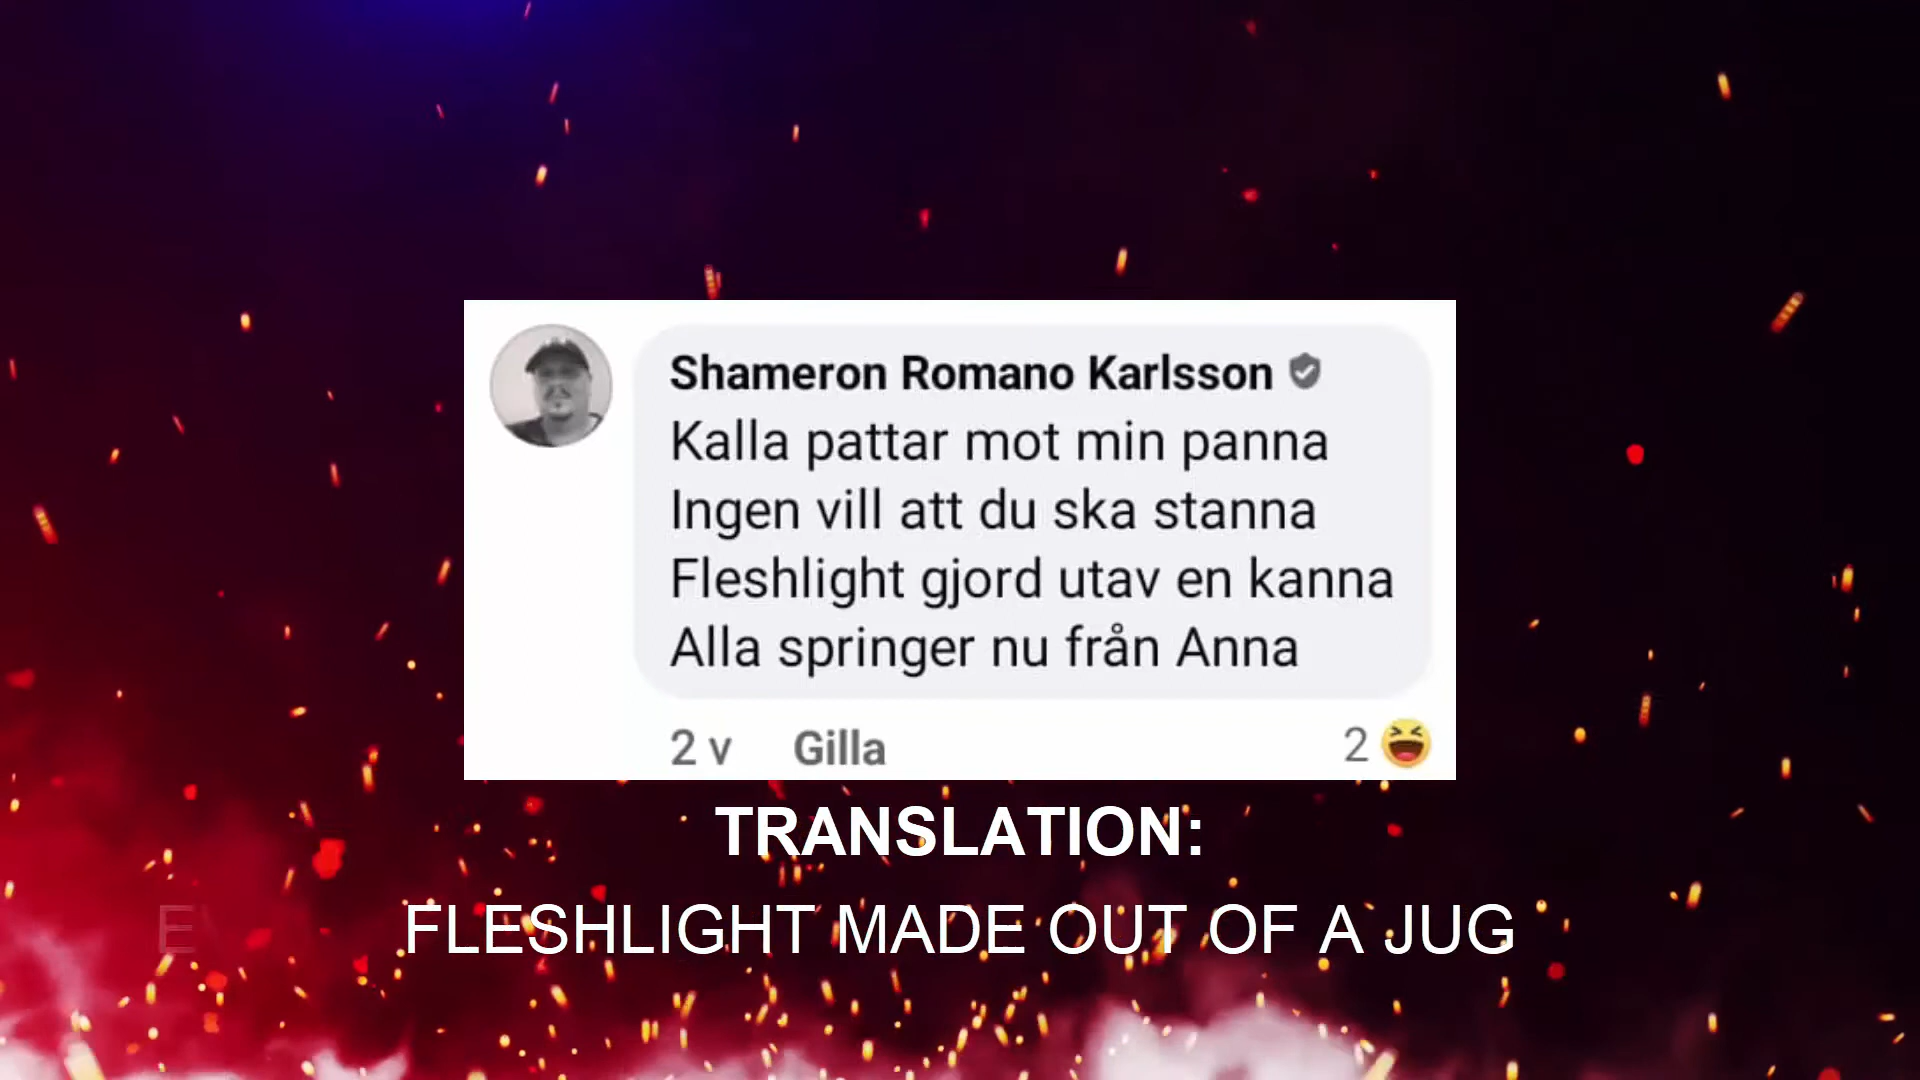 Shameron Romano Karlsson
Kalla pattar mot min panna
Ingen vill att du ska stanna
Fleshlight gjord utav en kanna
Alla springer nu från Anna
2 v Gilla 2
TRANSLATION:
FLESHLIGHT MADE OUT OF A JUG